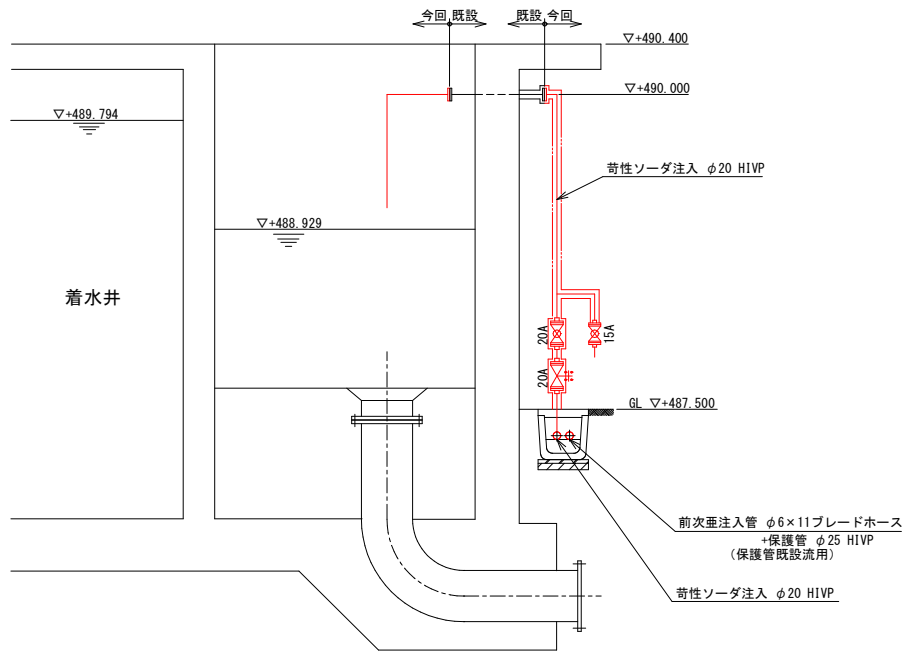 今回 既設
既設 今回
▽+490.400
▽+490.000
▽+489.794
苛性ソーダ注入 φ20 HIVP
▽+488.929
着水井
20A
15A
20A
GL ▽+487.500
前次亜注入管 φ6×11ブレードホース
+保護管 φ25 HIVP
(保護管既設流用)
苛性ソーダ注入 φ20 HIVP